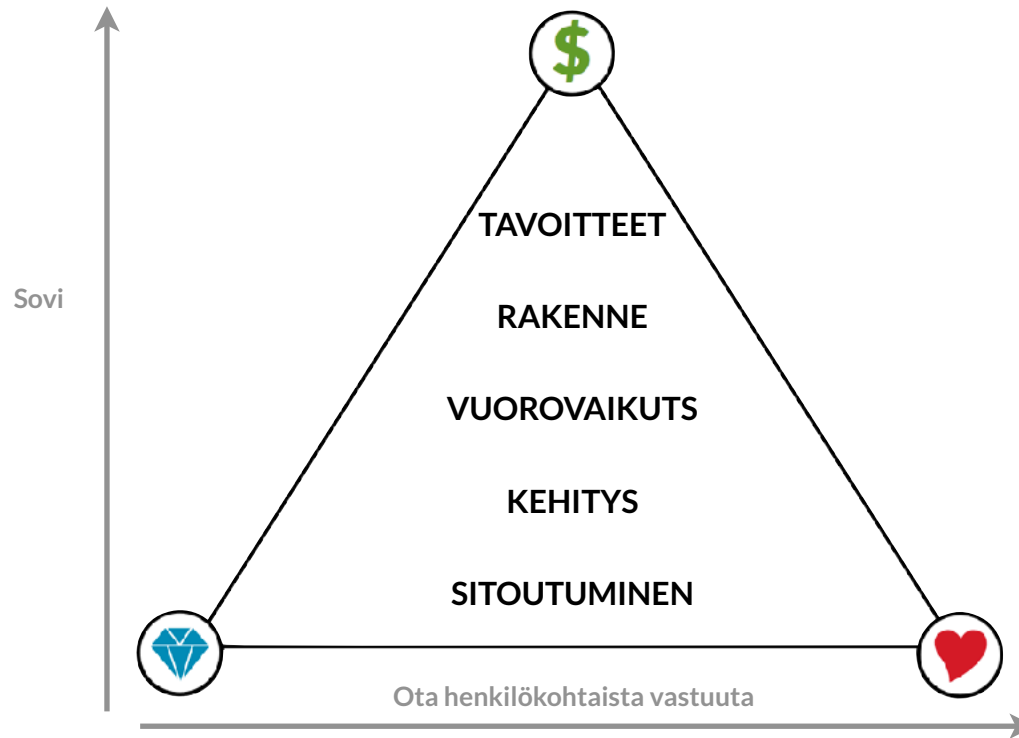 $
TAVOITTEET
Sovi
RAKENNE
VUOROVAIKUTS
KEHITYS
SITOUTUMINEN
Ota henkilökohtaista vastuuta